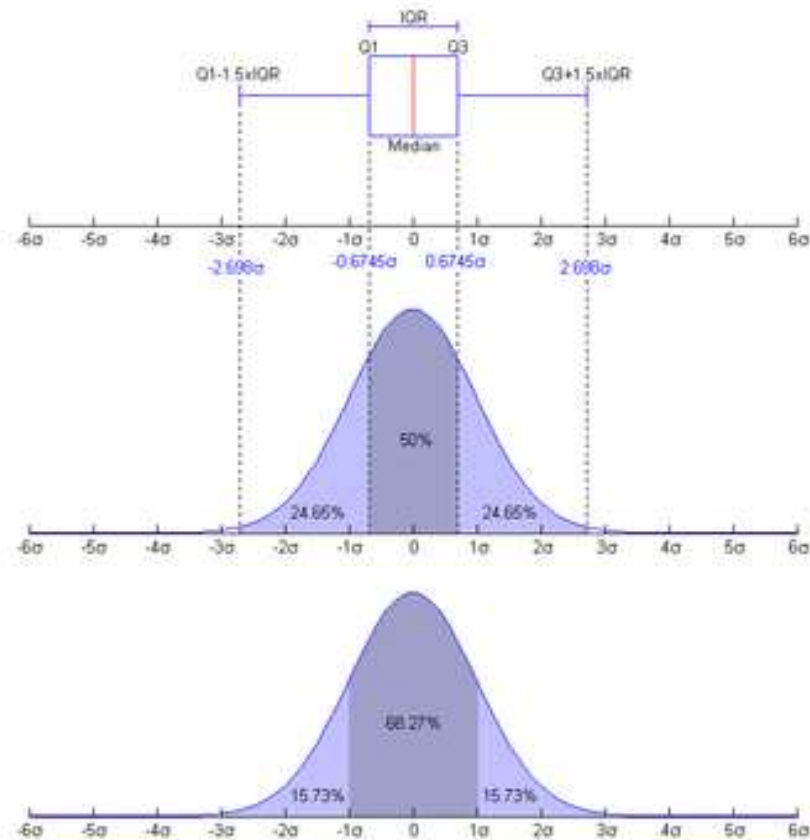 IQR
Q1 Q3
Q1-1.5xIQR Q3+1.5xIQR
Median
-6σ -5σ -4σ -3σ -2σ -1σ 0 1σ 2σ 3σ 4σ 5σ 6σ
-2.698σ -0.6745σ 0.6745σ 2.698σ
50%
24.65% 24.65%
-6σ -5σ -4σ -3σ -2σ -1σ 0 1σ 2σ 3σ 4σ 5σ 6σ
68.27%
15.73% 15.73%
-6σ -5σ -4σ -3σ -2σ -1σ 0 1σ 2σ 3σ 4σ 5σ 6σ